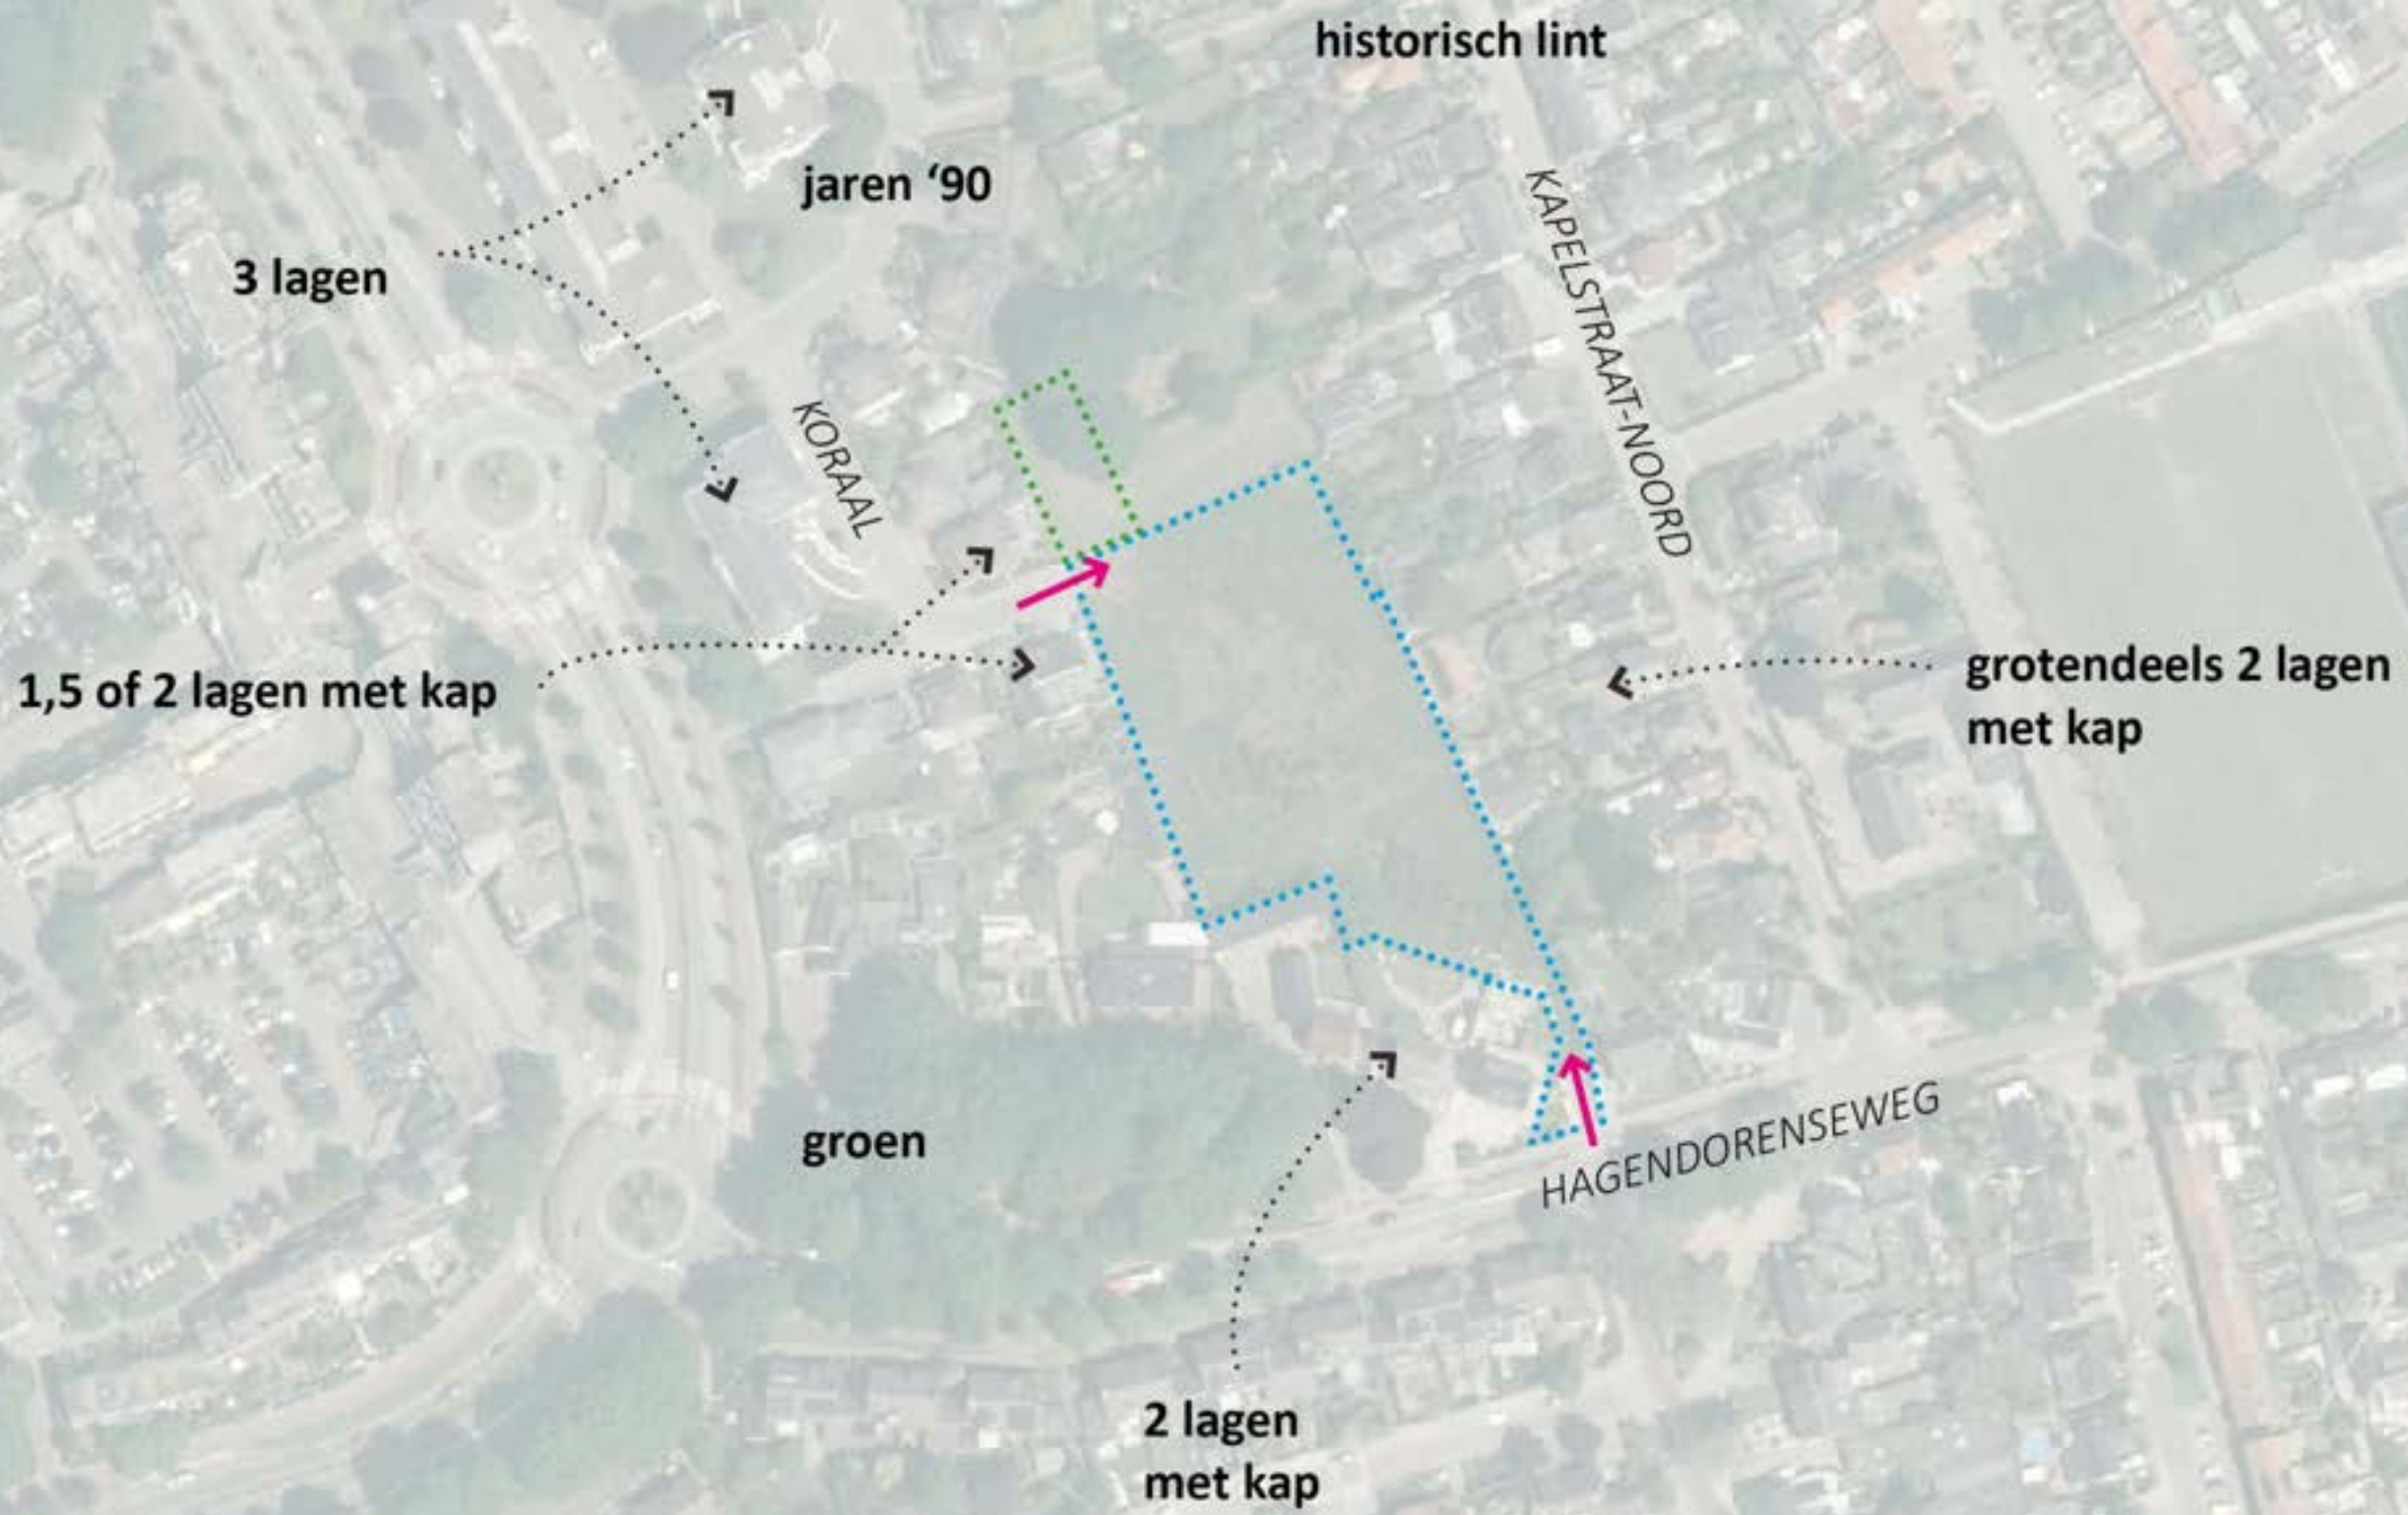 historisch lint
jaren ‘90
KAPELSTRAAT-NOORD
3 lagen
KORAAL
1,5 of 2 lagen met kap
grotendeels 2 lagen
met kap
groen
HAGENDORENSEWEG
2 lagen
met kap